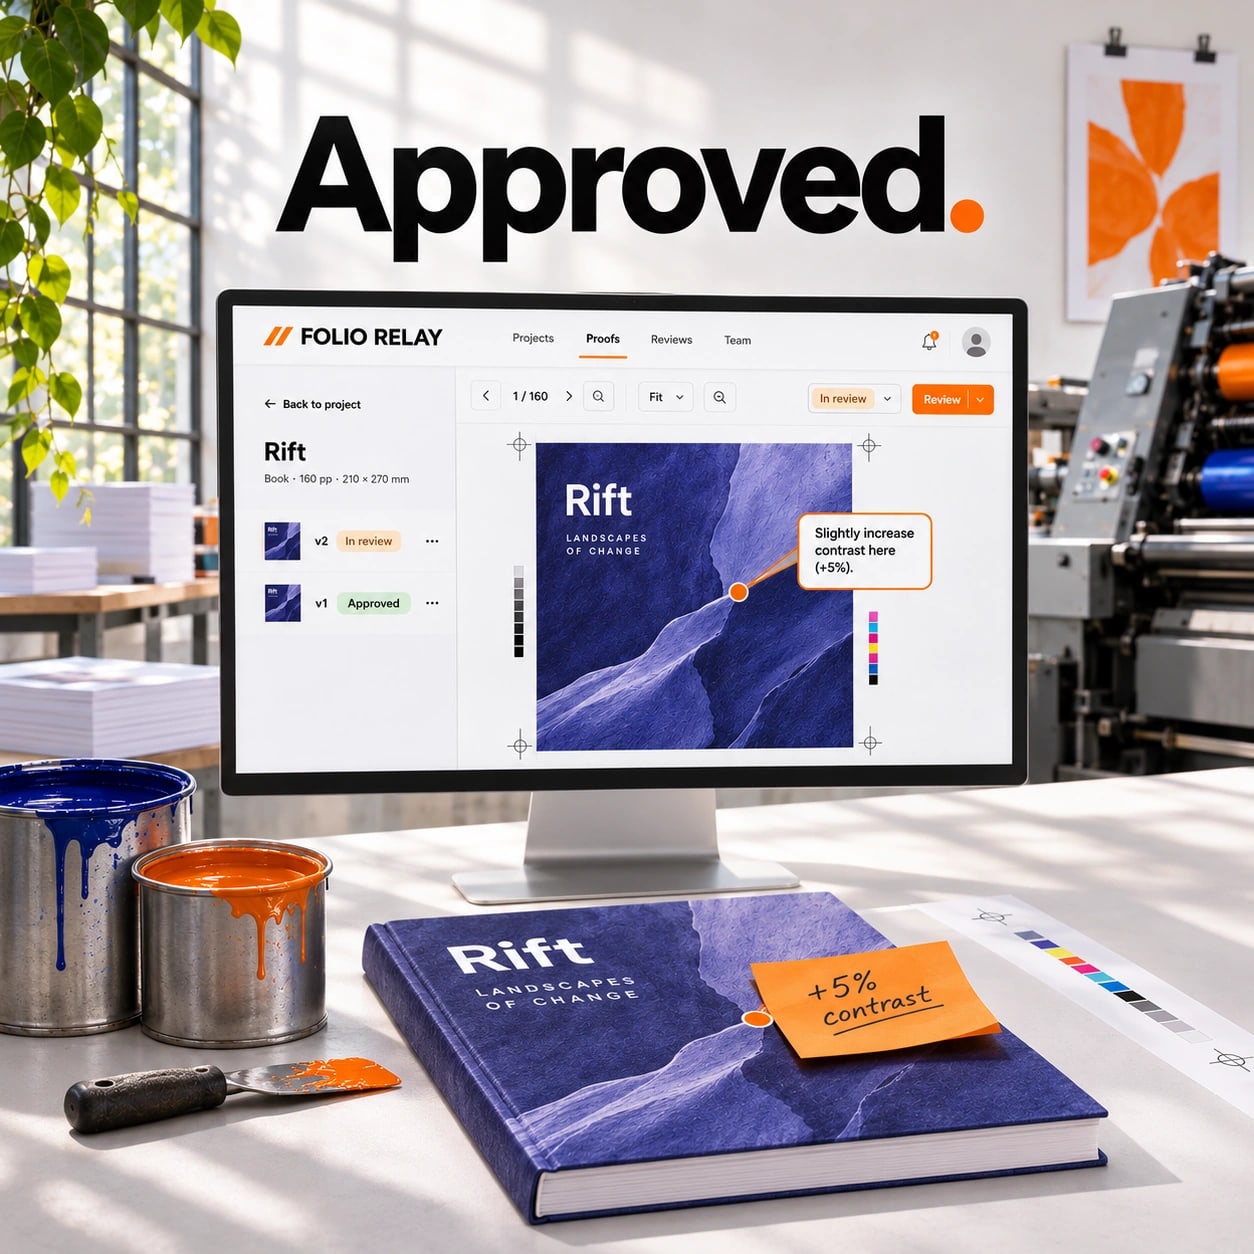 Approved.
FOLIO RELAY
Projects
Proofs
Reviews
Team
Back to project
1 / 160
Fit
In review
Review
Rift
Book · 160 pp · 210 × 270 mm
v2
In review
v1
Approved
Rift
LANDSCAPES
OF CHANGE
Slightly increase
contrast here
(+5%).
Rift
LANDSCAPES
OF CHANGE
+5%
contrast